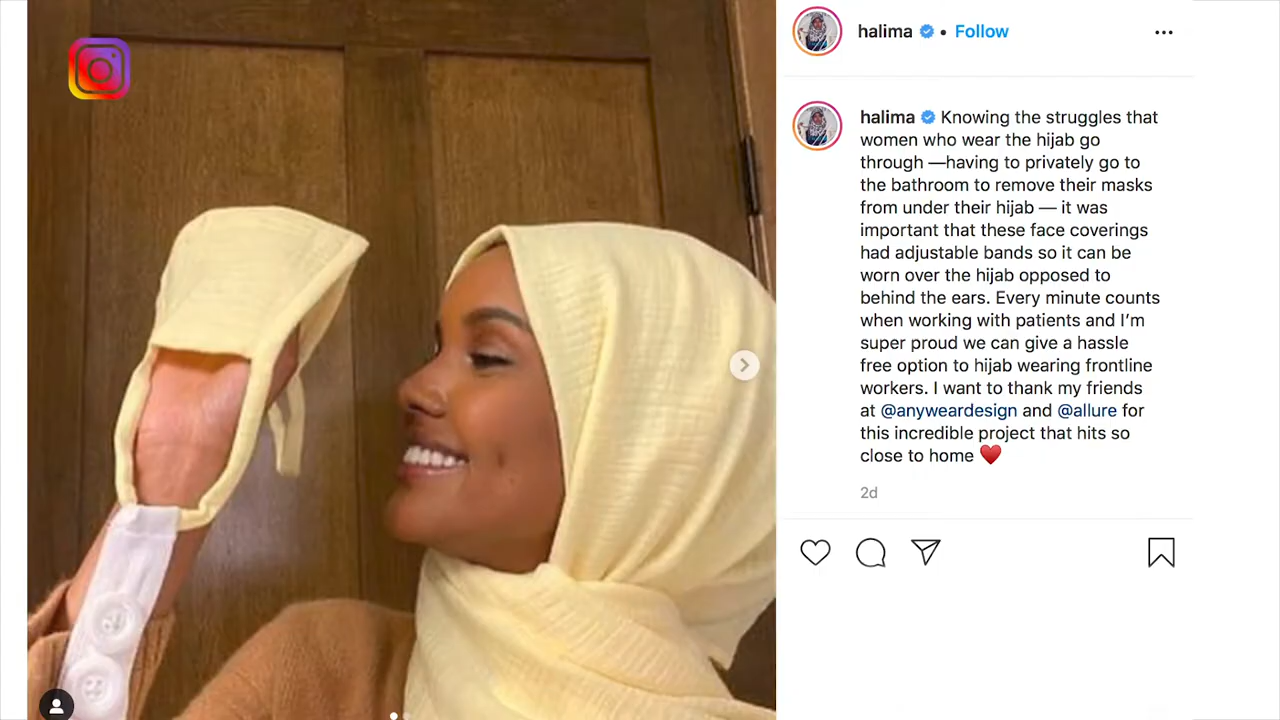 halima • Follow
halima Knowing the struggles that
women who wear the hijab go
through —having to privately go to
the bathroom to remove their masks
from under their hijab — it was
important that these face coverings
had adjustable bands so it can be
worn over the hijab opposed to
behind the ears. Every minute counts
when working with patients and I’m
super proud we can give a hassle
free option to hijab wearing frontline
workers. I want to thank my friends
at @anyweardesign and @allure for
this incredible project that hits so
close to home ♥️
2d